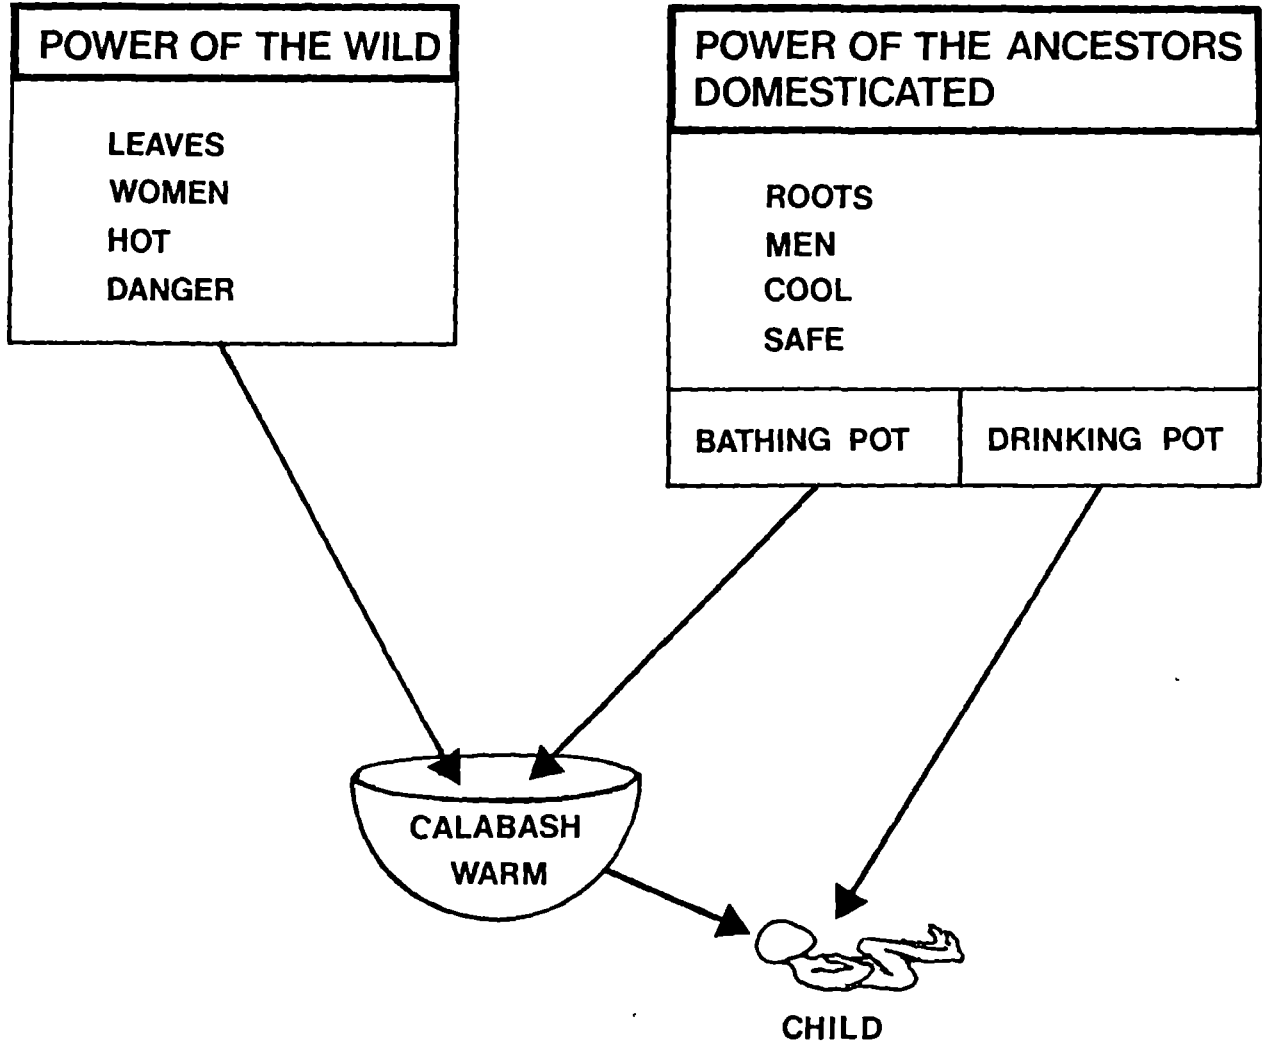 POWER OF THE WILD
LEAVES
WOMEN
HOT
DANGER
POWER OF THE ANCESTORS
DOMESTICATED
ROOTS
MEN
COOL
SAFE
BATHING POT
DRINKING POT
CALABASH
WARM
CHILD